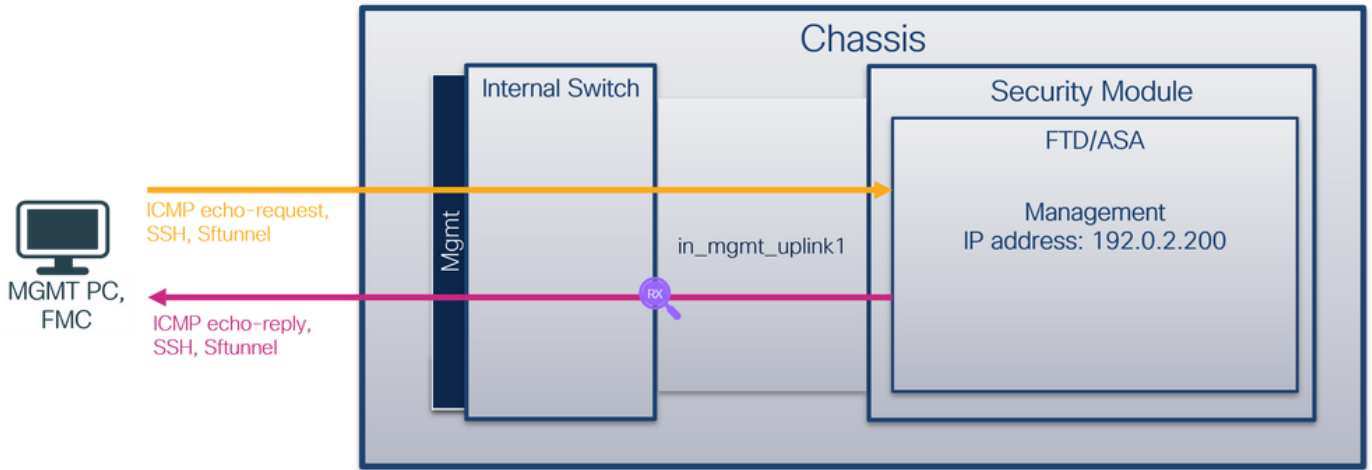 Chassis
Internal Switch
Security Module
FTD/ASA
Management
IP address: 192.0.2.200
ICMP echo-request,
SSH, Sftunnel
Mgmt
in_mgmt_uplink1
RX
MGMT PC,
FMC
ICMP echo-reply,
SSH, Sftunnel